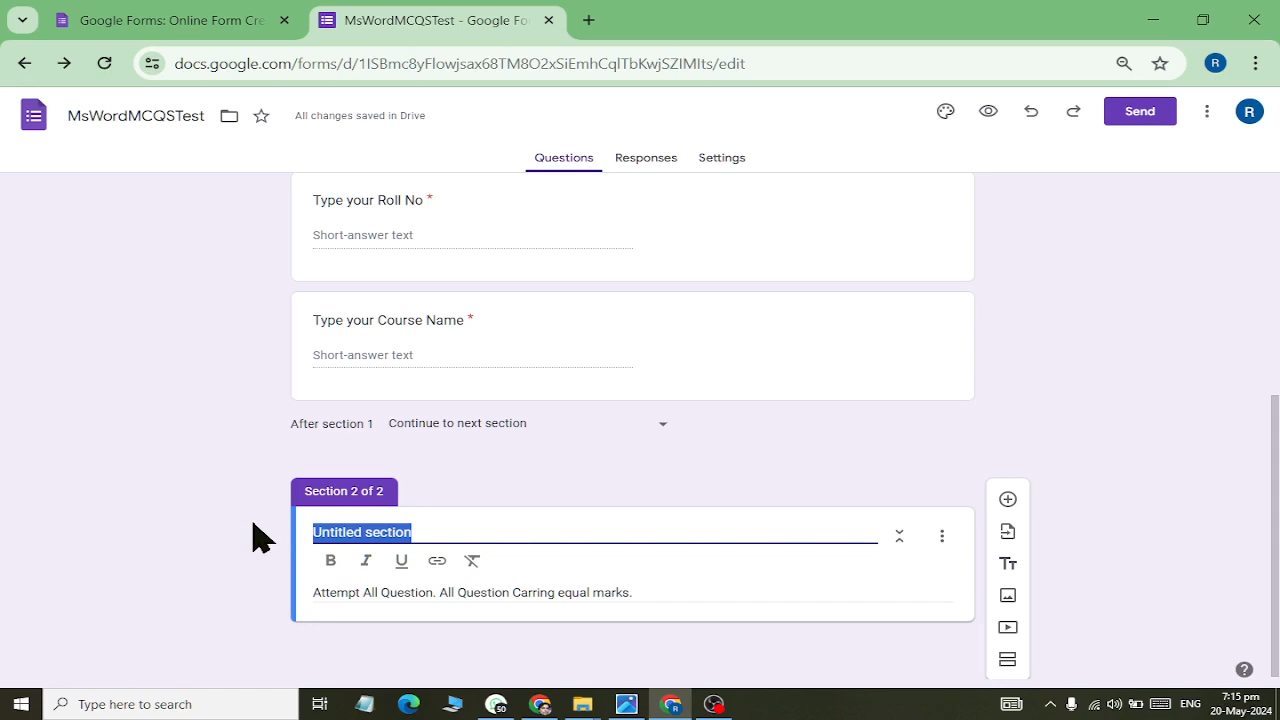 Google Forms: Online Form Cre
MsWordMCQSTest - Google Fo
docs.google.com/forms/d/1ISBmc8yFlowjsax68TM8O2xSiEmhCqlTbKwjSZIMIts/edit
R
MsWordMCQSTest
All changes saved in Drive
Send
R
Questions Responses Settings
Type your Roll No *
Short-answer text
Type your Course Name *
Short-answer text
After section 1 Continue to next section
Section 2 of 2
Untitled section
B I U
Attempt All Question. All Question Carring equal marks.
Tt
Type here to search
ENG
7:15 pm
20-May-2024